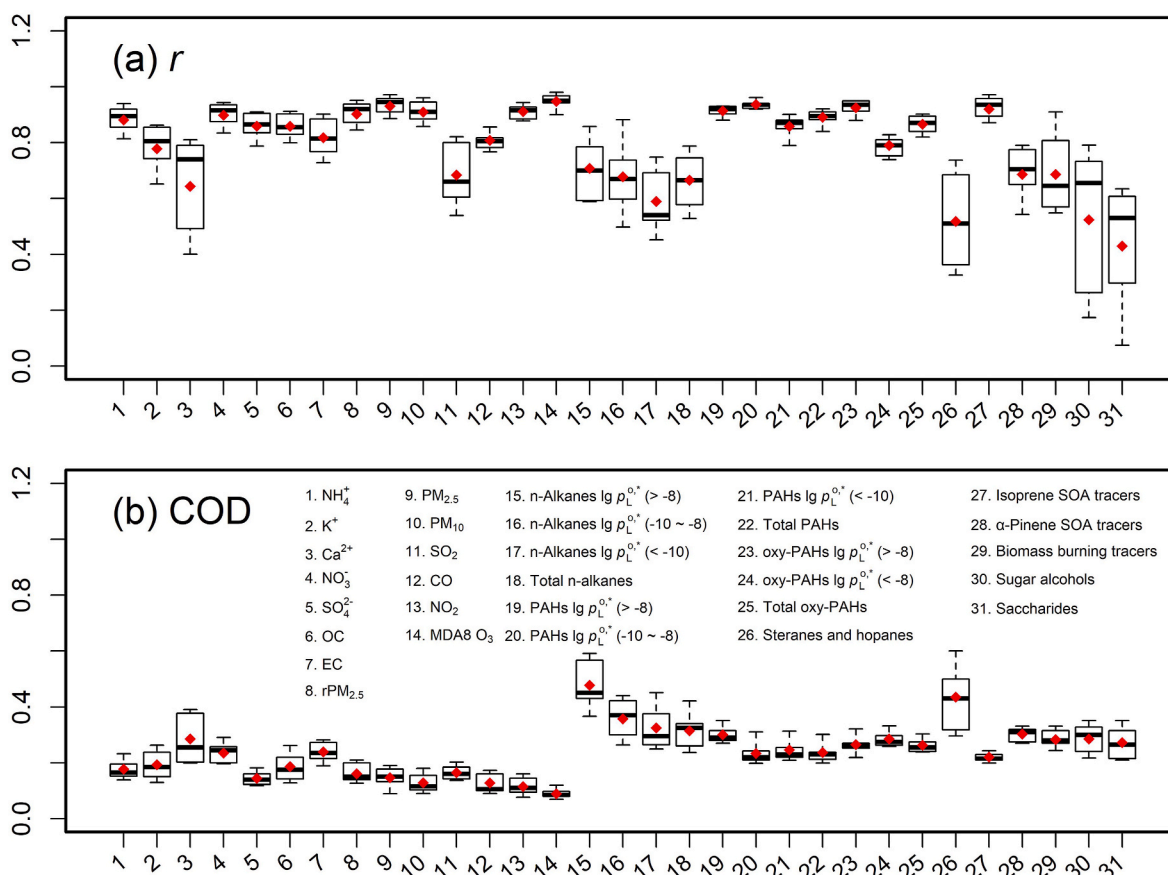 (a) r
1.2
0.8
0.4
0.0
1 2 3 4 5 6 7 8 9 10 11 12 13 14 15 16 17 18 19 20 21 22 23 24 25 26 27 28 29 30 31
(b) COD
1.2
0.8
0.4
0.0
1. NH₄⁺
2. K⁺
3. Ca²⁺
4. NO₃⁻
5. SO₄²⁻
6. OC
7. EC
8. rPM₂.₅
9. PM₂.₅
10. PM₁₀
11. SO₂
12. CO
13. NO₂
14. MDA8 O₃
15. n-Alkanes lg p_L^{o,*} (> -8)
16. n-Alkanes lg p_L^{o,*} (-10 ~ -8)
17. n-Alkanes lg p_L^{o,*} (< -10)
18. Total n-alkanes
19. PAHs lg p_L^{o,*} (> -8)
20. PAHs lg p_L^{o,*} (-10 ~ -8)
21. PAHs lg p_L^{o,*} (< -10)
22. Total PAHs
23. oxy-PAHs lg p_L^{o,*} (> -8)
24. oxy-PAHs lg p_L^{o,*} (< -8)
25. Total oxy-PAHs
26. Steranes and hopanes
27. Isoprene SOA tracers
28. α-Pinene SOA tracers
29. Biomass burning tracers
30. Sugar alcohols
31. Saccharides
1 2 3 4 5 6 7 8 9 10 11 12 13 14 15 16 17 18 19 20 21 22 23 24 25 26 27 28 29 30 31